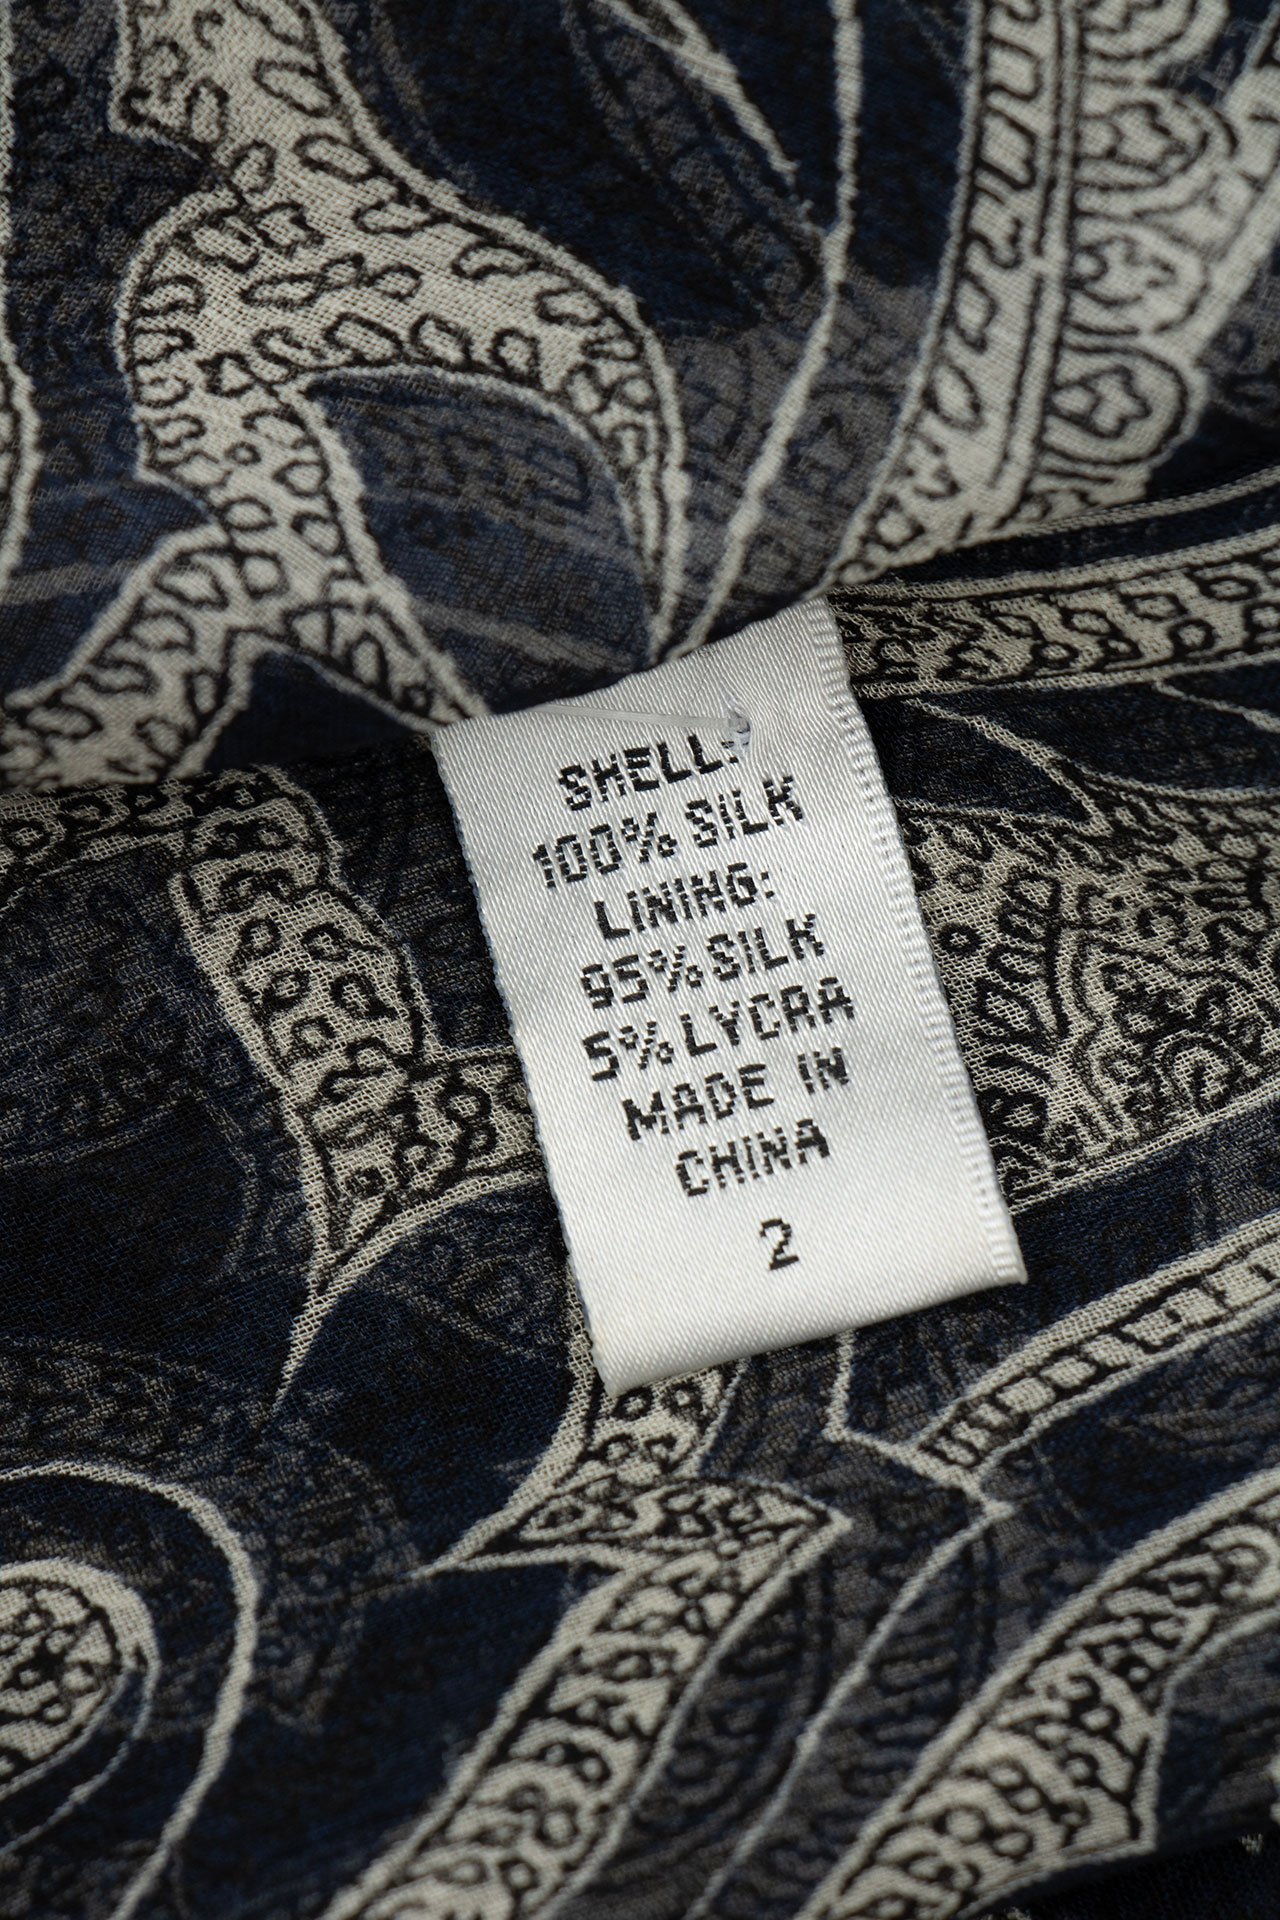 SHELL:
100% SILK
LINING:
95% SILK
5% LYCRA
MADE IN
CHINA
2